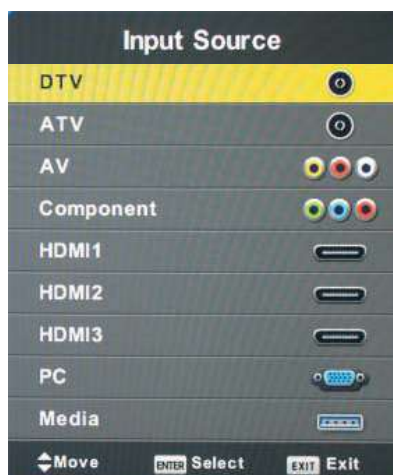 Input Source
DTV
ATV
AV
Component
HDMI1
HDMI2
HDMI3
PC
Media
Move ENTER Select EXIT Exit